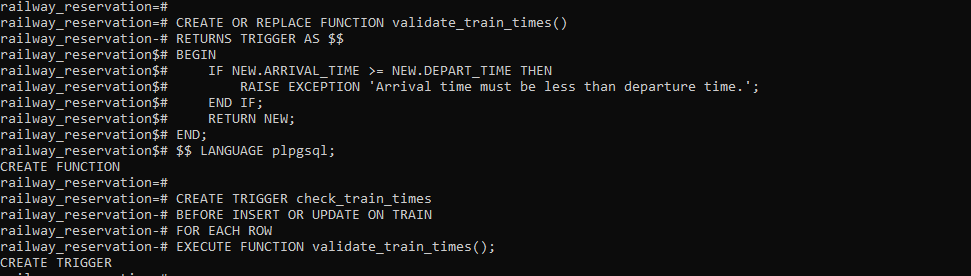 railway_reservation=#
railway_reservation=# CREATE OR REPLACE FUNCTION validate_train_times()
railway_reservation-# RETURNS TRIGGER AS $$
railway_reservation$# BEGIN
railway_reservation$#     IF NEW.ARRIVAL_TIME >= NEW.DEPART_TIME THEN
railway_reservation$#         RAISE EXCEPTION 'Arrival time must be less than departure time.';
railway_reservation$#     END IF;
railway_reservation$#     RETURN NEW;
railway_reservation$# END;
railway_reservation$# $$ LANGUAGE plpgsql;
CREATE FUNCTION
railway_reservation=#
railway_reservation=# CREATE TRIGGER check_train_times
railway_reservation-# BEFORE INSERT OR UPDATE ON TRAIN
railway_reservation-# FOR EACH ROW
railway_reservation-# EXECUTE FUNCTION validate_train_times();
CREATE TRIGGER
railway_reservation=#